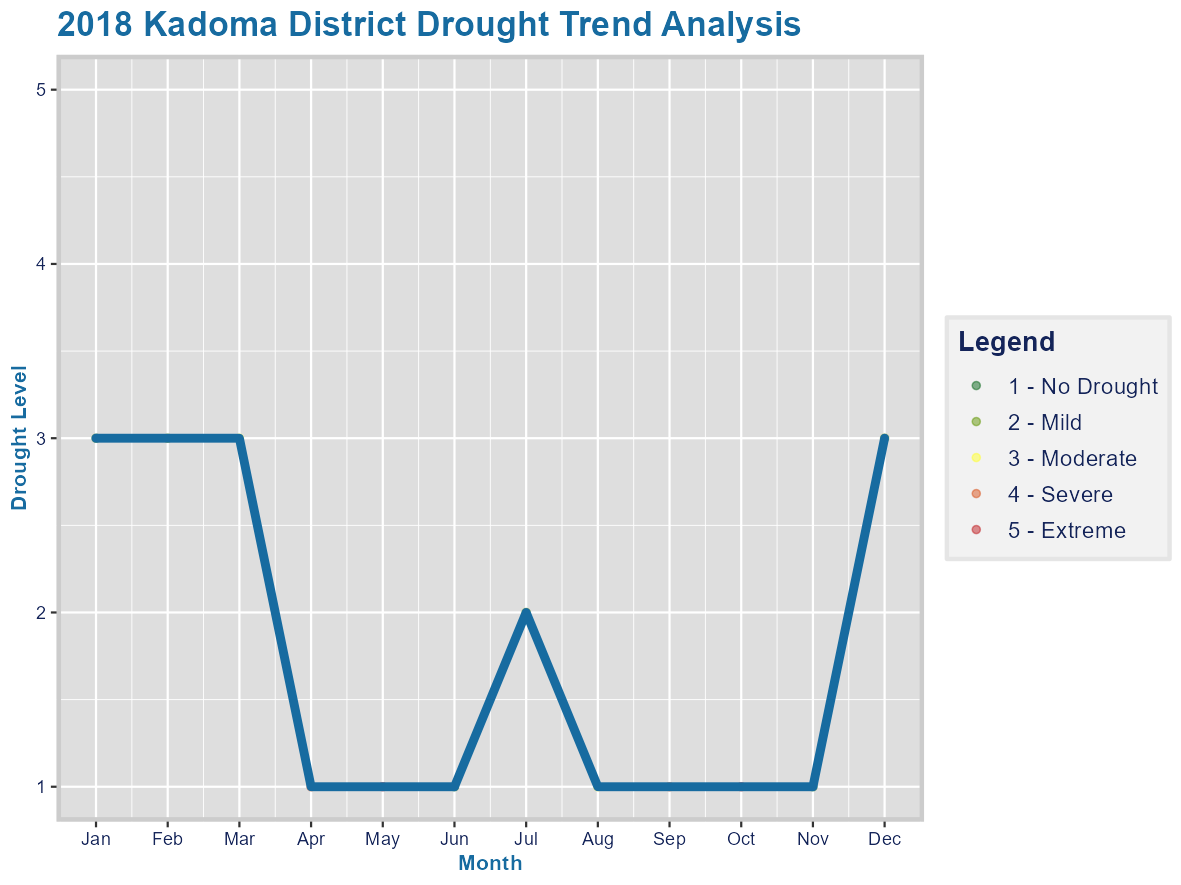 2018 Kadoma District Drought Trend Analysis
5
4
3
2
1
Drought Level
Jan Feb Mar Apr May Jun Jul Aug Sep Oct Nov Dec
Month
Legend
1 - No Drought
2 - Mild
3 - Moderate
4 - Severe
5 - Extreme